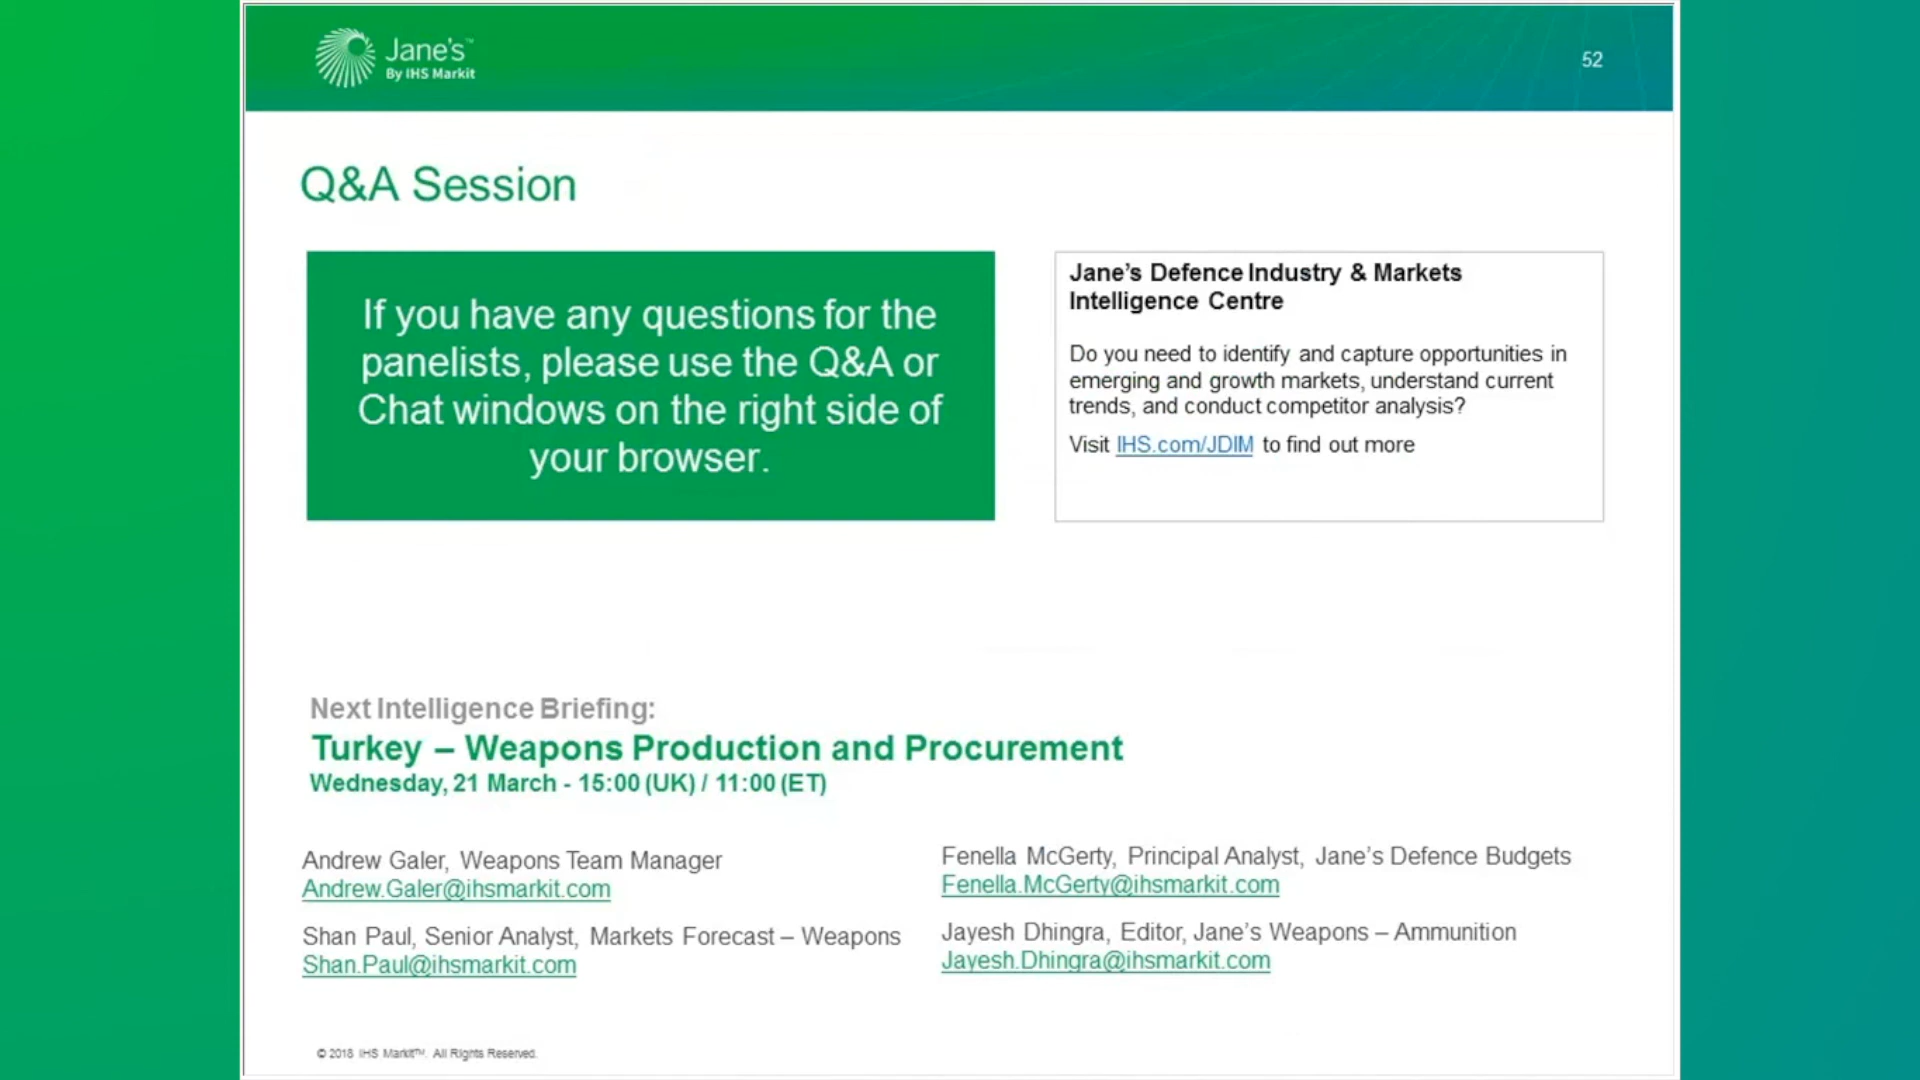 Jane's™
By IHS Markit
52
Q&A Session
If you have any questions for the
panelists, please use the Q&A or
Chat windows on the right side of
your browser.
Jane's Defence Industry & Markets
Intelligence Centre
Do you need to identify and capture opportunities in
emerging and growth markets, understand current
trends, and conduct competitor analysis?
Visit IHS.com/JDIM to find out more
Next Intelligence Briefing:
Turkey – Weapons Production and Procurement
Wednesday, 21 March - 15:00 (UK) / 11:00 (ET)
Andrew Galer, Weapons Team Manager
Andrew.Galer@ihsmarkit.com
Shan Paul, Senior Analyst, Markets Forecast – Weapons
Shan.Paul@ihsmarkit.com
Fenella McGerty, Principal Analyst, Jane's Defence Budgets
Fenella.McGerty@ihsmarkit.com
Jayesh Dhingra, Editor, Jane's Weapons – Ammunition
Jayesh.Dhingra@ihsmarkit.com
© 2018 IHS Markit™. All Rights Reserved.